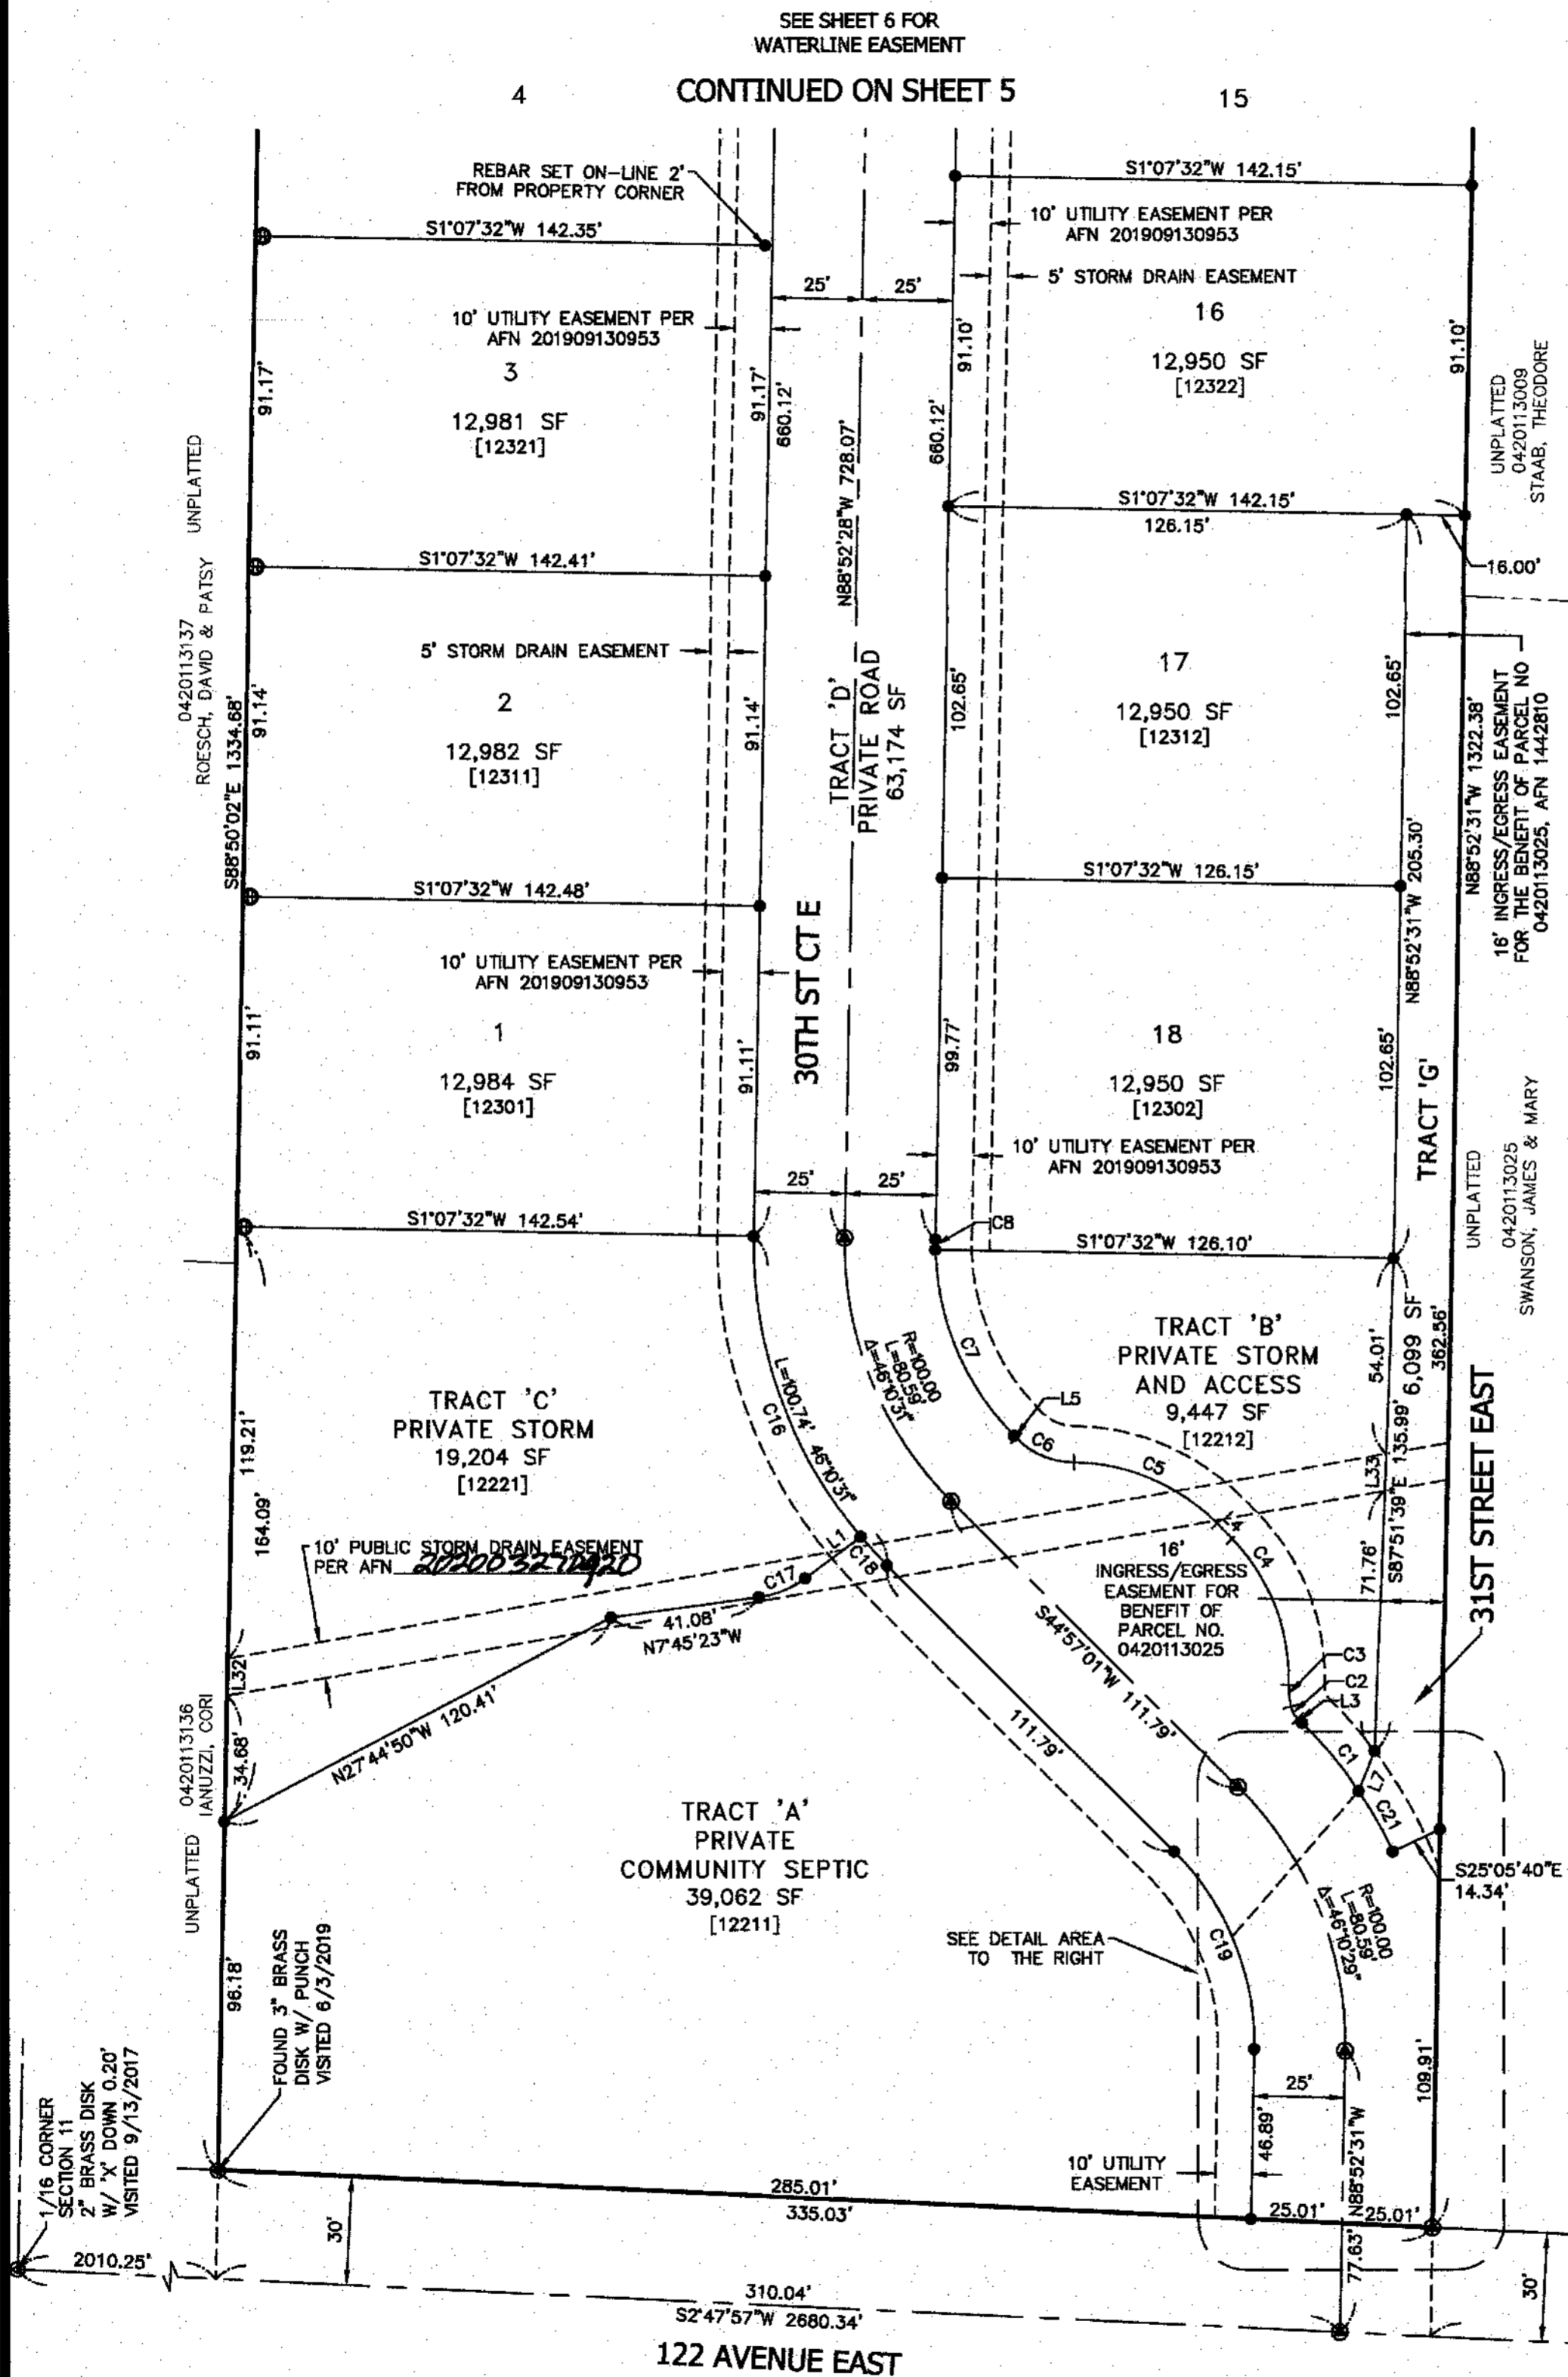 SEE SHEET 6 FOR
WATERLINE EASEMENT
CONTINUED ON SHEET 5
4
15
REBAR SET ON-LINE 2'
FROM PROPERTY CORNER
S1°07'32"W 142.15'
10' UTILITY EASEMENT PER
AFN 201909130953
S1°07'32"W 142.35'
5' STORM DRAIN EASEMENT
25'
25'
10' UTILITY EASEMENT PER
AFN 201909130953
3
12,981 SF
[12321]
91.17'
91.17'
660.12'
91.10'
660.12'
16
12,950 SF
[12322]
91.10'
UNPLATTED
0420113009
STAAB, THEODORE
N88°52'28"W 728.07'
S1°07'32"W 142.15'
126.15'
16.00'
UNPLATTED
0420113137
ROESCH, DAVID & PATSY
S1°07'32"W 142.41'
5' STORM DRAIN EASEMENT
2
12,982 SF
[12311]
S88°50'02"E 1334.68'
91.14'
91.14'
TRACT 'D'
PRIVATE ROAD
63,174 SF
102.65'
17
12,950 SF
[12312]
102.65'
N88°52'31"W 1322.38'
16' INGRESS/EGRESS EASEMENT
FOR THE BENEFIT OF PARCEL NO
0420113025, AFN 1442810
S1°07'32"W 142.48'
S1°07'32"W 126.15'
N88°52'31"W 205.30'
10' UTILITY EASEMENT PER
AFN 201909130953
1
12,984 SF
[12301]
91.11'
91.11'
30TH ST CT E
99.77'
18
12,950 SF
[12302]
102.65'
TRACT 'G'
6,099 SF
10' UTILITY EASEMENT PER
AFN 201909130953
UNPLATTED
0420113025
SWANSON, JAMES & MARY
25'
25'
S1°07'32"W 142.54'
C8
S1°07'32"W 126.10'
TRACT 'B'
PRIVATE STORM
AND ACCESS
9,447 SF
[12212]
54.01'
362.56'
C7
R=100.00
L=80.59'
Δ=46°10'31"
L=100.74'
46°10'31"
C16
L5
C6
C5
TRACT 'C'
PRIVATE STORM
19,204 SF
[12221]
119.21'
164.09'
L33
S87°51'39"E 135.99'
31ST STREET EAST
10' PUBLIC STORM DRAIN EASEMENT
PER AFN 202003270420
L1
C18
C17
L4
C4
16'
INGRESS/EGRESS
EASEMENT FOR
BENEFIT OF
PARCEL NO.
0420113025
71.76'
41.08'
N7°45'23"W
S44°57'01"W 111.79'
C3
C2
L3
L32
N27°44'50"W 120.41'
34.68'
0420113136
IANUZZI, CORI
UNPLATTED
111.79'
C1
L7
C21
TRACT 'A'
PRIVATE
COMMUNITY SEPTIC
39,062 SF
[12211]
S25°05'40"E
14.34'
R=100.00
L=80.59'
Δ=46°10'29"
C19
SEE DETAIL AREA
TO THE RIGHT
96.18'
FOUND 3" BRASS
DISK W/ PUNCH
VISITED 6/3/2019
1/16 CORNER
SECTION 11
2" BRASS DISK
W/ 'X' DOWN 0.20'
VISITED 9/13/2017
25'
109.91'
46.89'
10' UTILITY
EASEMENT
N88°52'31"W
77.63'
285.01'
335.03'
25.01'
25.01'
30'
30'
2010.25'
310.04'
S2°47'57"W 2680.34'
122 AVENUE EAST